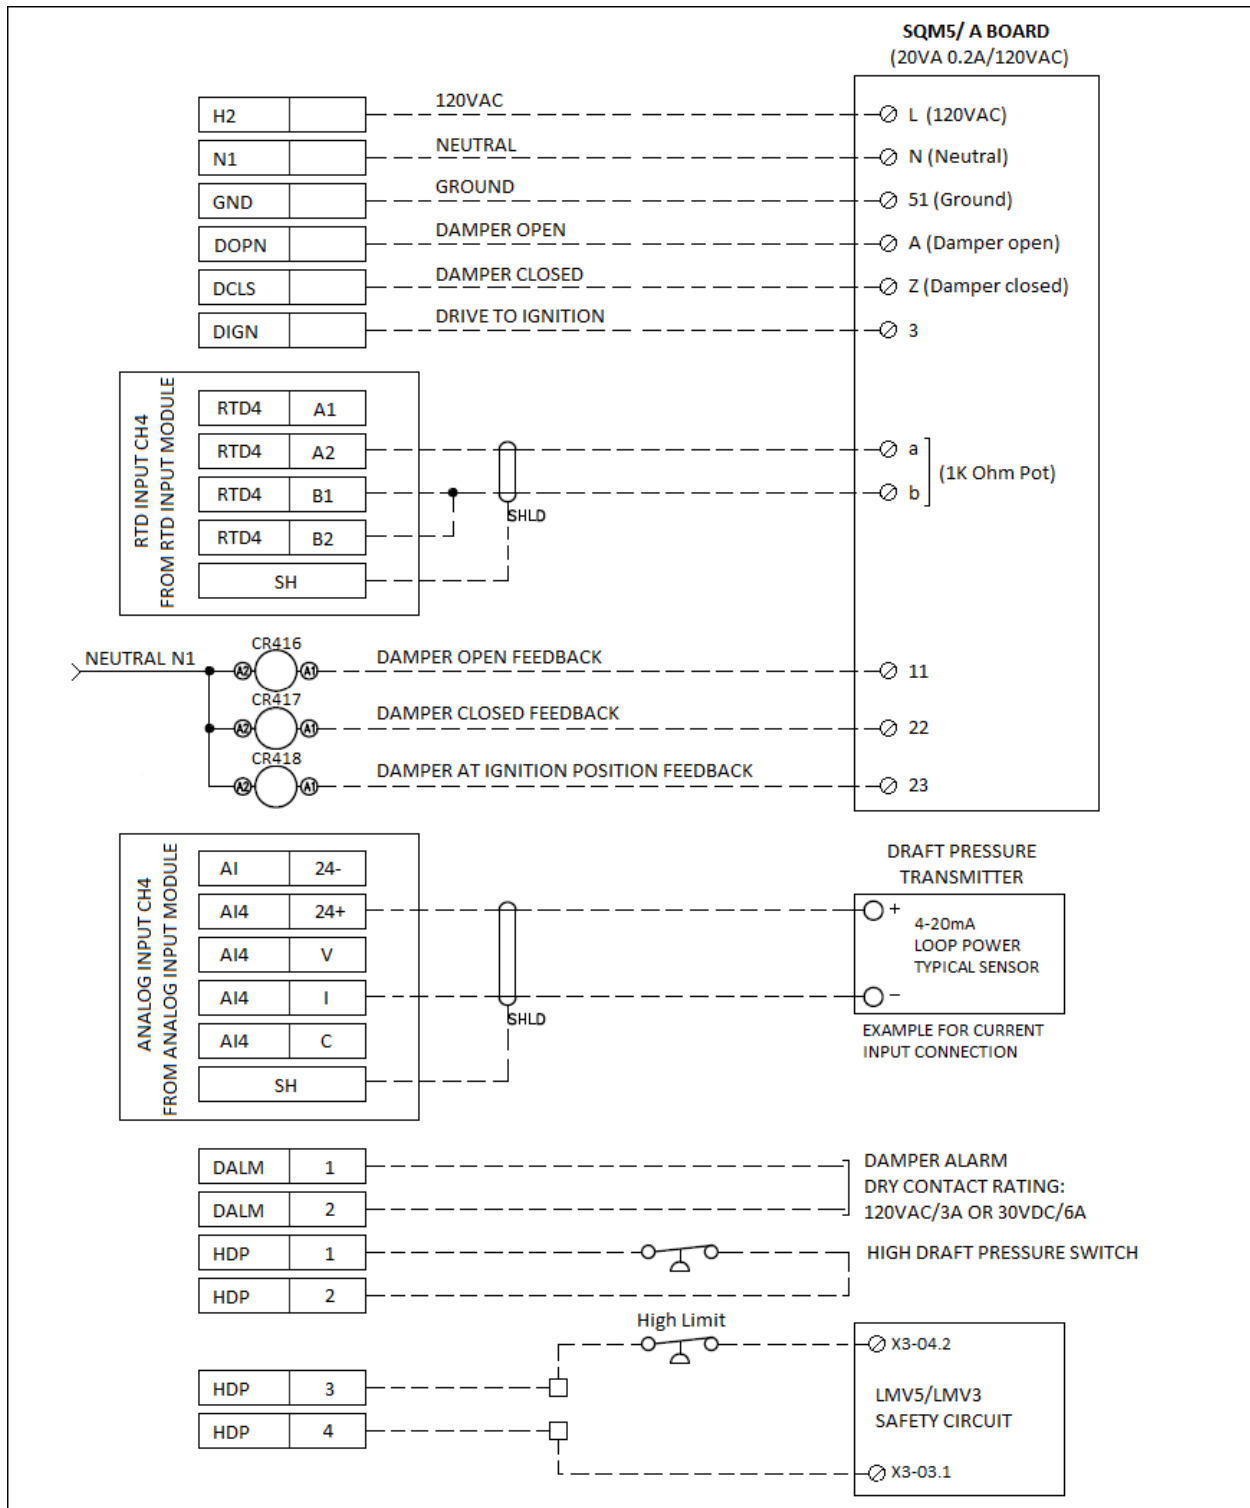 SQM5/ A BOARD
(20VA 0.2A/120VAC)
H2
120VAC
L (120VAC)
N1
NEUTRAL
N (Neutral)
GND
GROUND
51 (Ground)
DOPN
DAMPER OPEN
A (Damper open)
DCLS
DAMPER CLOSED
Z (Damper closed)
DIGN
DRIVE TO IGNITION
3
RTD INPUT CH4
FROM RTD INPUT MODULE
RTD4 A1
RTD4 A2
RTD4 B1
RTD4 B2
SH
SHLD
a
b
(1K Ohm Pot)
NEUTRAL N1
CR416
A2 A1
DAMPER OPEN FEEDBACK
11
CR417
A2 A1
DAMPER CLOSED FEEDBACK
22
CR418
A2 A1
DAMPER AT IGNITION POSITION FEEDBACK
23
ANALOG INPUT CH4
FROM ANALOG INPUT MODULE
AI 24-
AI4 24+
AI4 V
AI4 I
AI4 C
SH
SHLD
DRAFT PRESSURE
TRANSMITTER
+
4-20mA
LOOP POWER
TYPICAL SENSOR
−
EXAMPLE FOR CURRENT
INPUT CONNECTION
DALM 1
DALM 2
DAMPER ALARM
DRY CONTACT RATING:
120VAC/3A OR 30VDC/6A
HDP 1
HDP 2
HIGH DRAFT PRESSURE SWITCH
High Limit
HDP 3
HDP 4
X3-04.2
LMV5/LMV3
SAFETY CIRCUIT
X3-03.1